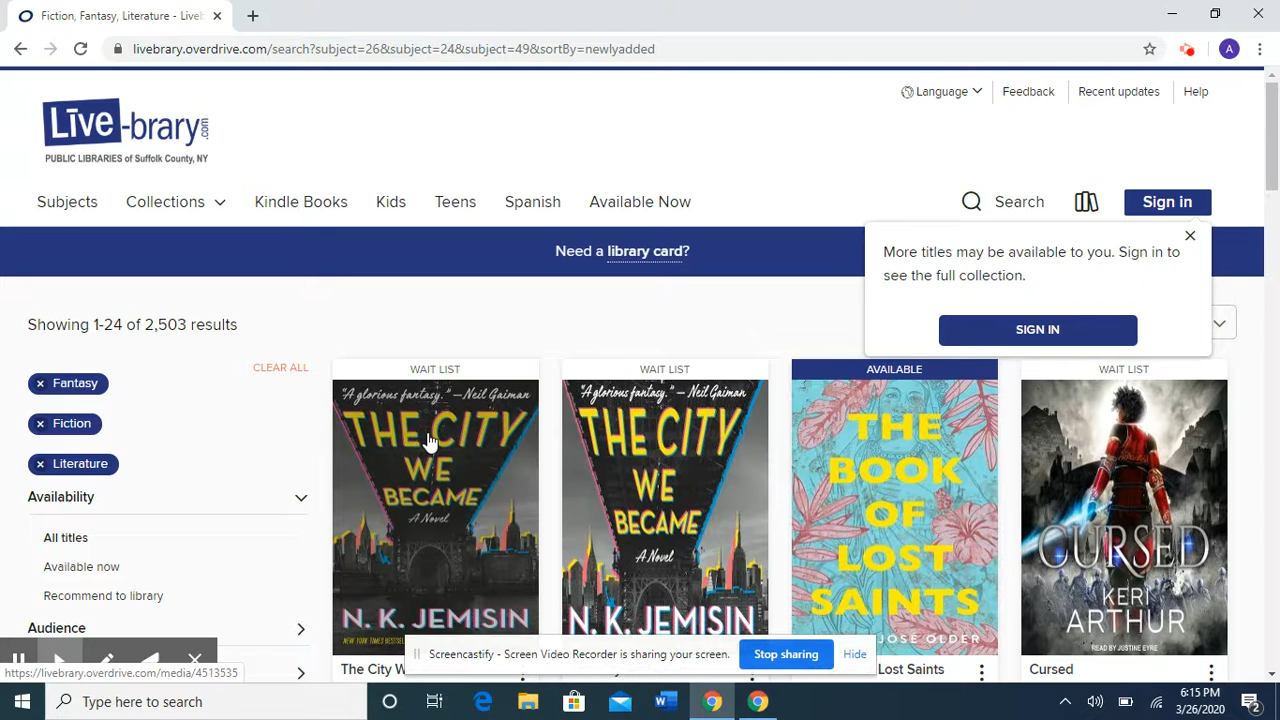 Fiction, Fantasy, Literature - Live
livebrary.overdrive.com/search?subject=26&subject=24&subject=49&sortBy=newlyadded
A
Language
Feedback
Recent updates
Help
Līve-brary.com
PUBLIC LIBRARIES of Suffolk County, NY
Subjects
Collections
Kindle Books
Kids
Teens
Spanish
Available Now
Search
Sign in
Need a library card?
More titles may be available to you. Sign in to
see the full collection.
SIGN IN
Showing 1-24 of 2,503 results
CLEAR ALL
× Fantasy
× Fiction
× Literature
Availability
All titles
Available now
Recommend to library
Audience
WAIT LIST
"A glorious fantasy." —Neil Gaiman
THE CITY
WE
BECAME
A Novel
N. K. JEMISIN
The City W
WAIT LIST
"A glorious fantasy." —Neil Gaiman
THE CITY
WE
BECAME
A Novel
N. K. JEMISIN
AVAILABLE
THE
BOOK
OF
LOST
SAINTS
JOSÉ OLDER
Lost Saints
WAIT LIST
CURSED
KERI
ARTHUR
READ BY JUSTINE EYRE
Cursed
Screencastify - Screen Video Recorder is sharing your screen.
Stop sharing
Hide
https://livebrary.overdrive.com/media/4513535
Type here to search
6:15 PM
3/26/2020
2